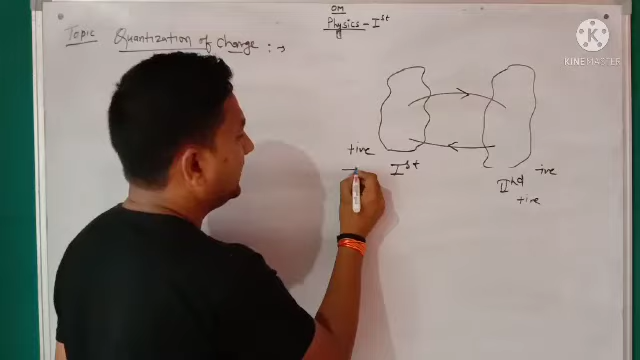 OM
Physics - Ist
Topic Quantization of Charge : →
KINEMASTER
+ive
Ist
-ive
IInd
+ive